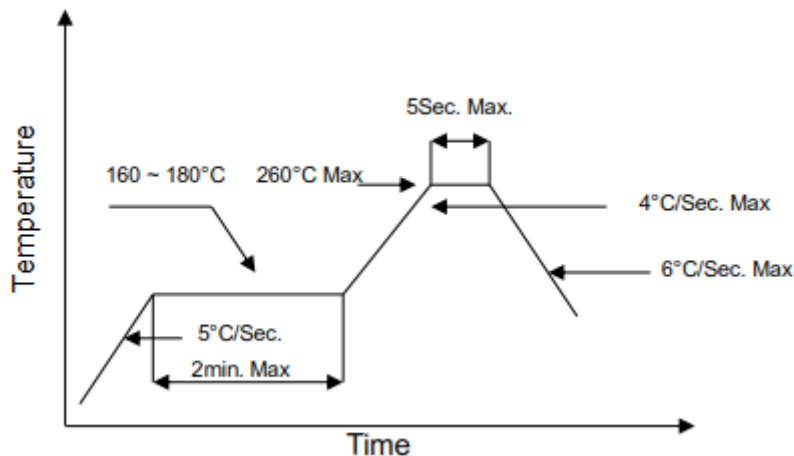 5Sec. Max.
160 ~ 180°C
260°C Max
4°C/Sec. Max
Temperature
6°C/Sec. Max
5°C/Sec.
2min. Max
Time